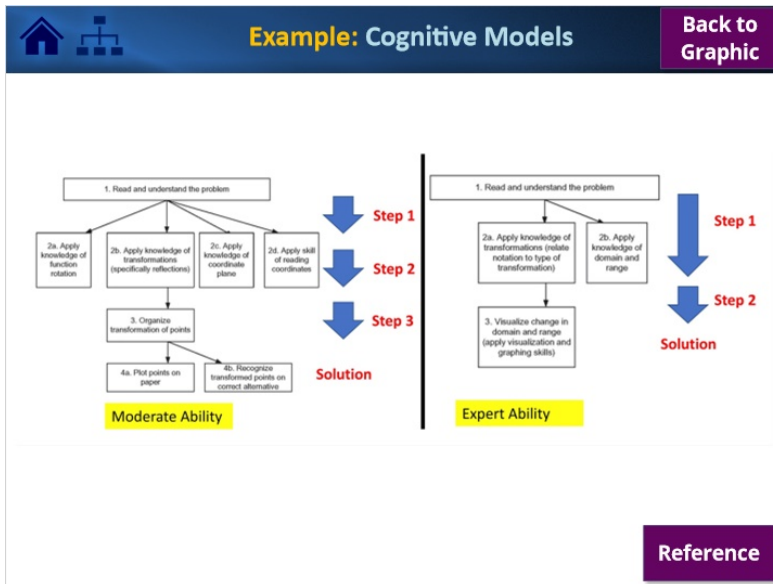 Example: Cognitive Models
Back to
Graphic
1. Read and understand the problem
2a. Apply
knowledge of
function
rotation
2b. Apply knowledge of
transformations
(specifically reflections)
2c. Apply
knowledge of
coordinate
plane
2d. Apply skill
of reading
coordinates
3. Organize
transformation of points
4a. Plot points on
paper
4b. Recognize
transformed points on
correct alternative
Step 1
Step 2
Step 3
Solution
Moderate Ability
1. Read and understand the problem
2a. Apply knowledge of
transformations (relate
notation to type of
transformation)
2b. Apply
knowledge of
domain and
range
3. Visualize change in
domain and range
(apply visualization and
graphing skills)
Step 1
Step 2
Solution
Expert Ability
Reference